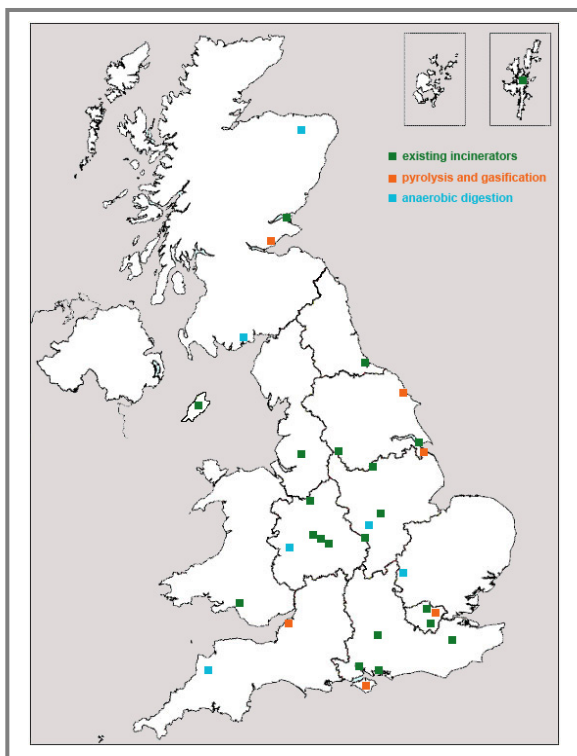 existing incinerators
pyrolysis and gasification
anaerobic digestion